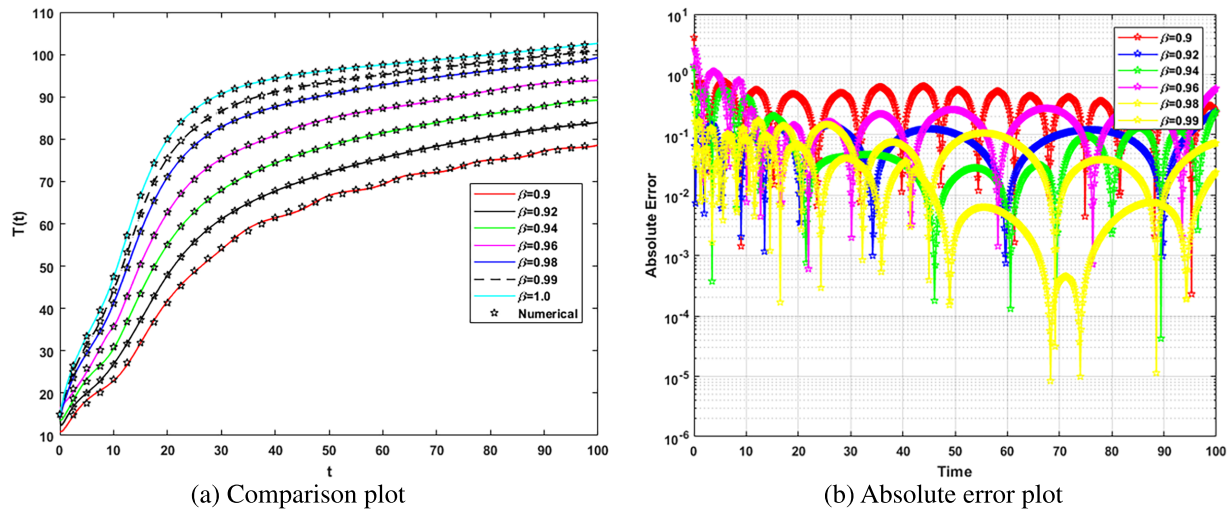 110
100
90
80
70
60
50
40
30
20
10
T(t)
0 10 20 30 40 50 60 70 80 90 100
t
β=0.9
β=0.92
β=0.94
β=0.96
β=0.98
β=0.99
β=1.0
Numerical
(a) Comparison plot
10^1
10^0
10^-1
10^-2
10^-3
10^-4
10^-5
10^-6
Absolute Error
0 10 20 30 40 50 60 70 80 90 100
Time
β=0.9
β=0.92
β=0.94
β=0.96
β=0.98
β=0.99
(b) Absolute error plot